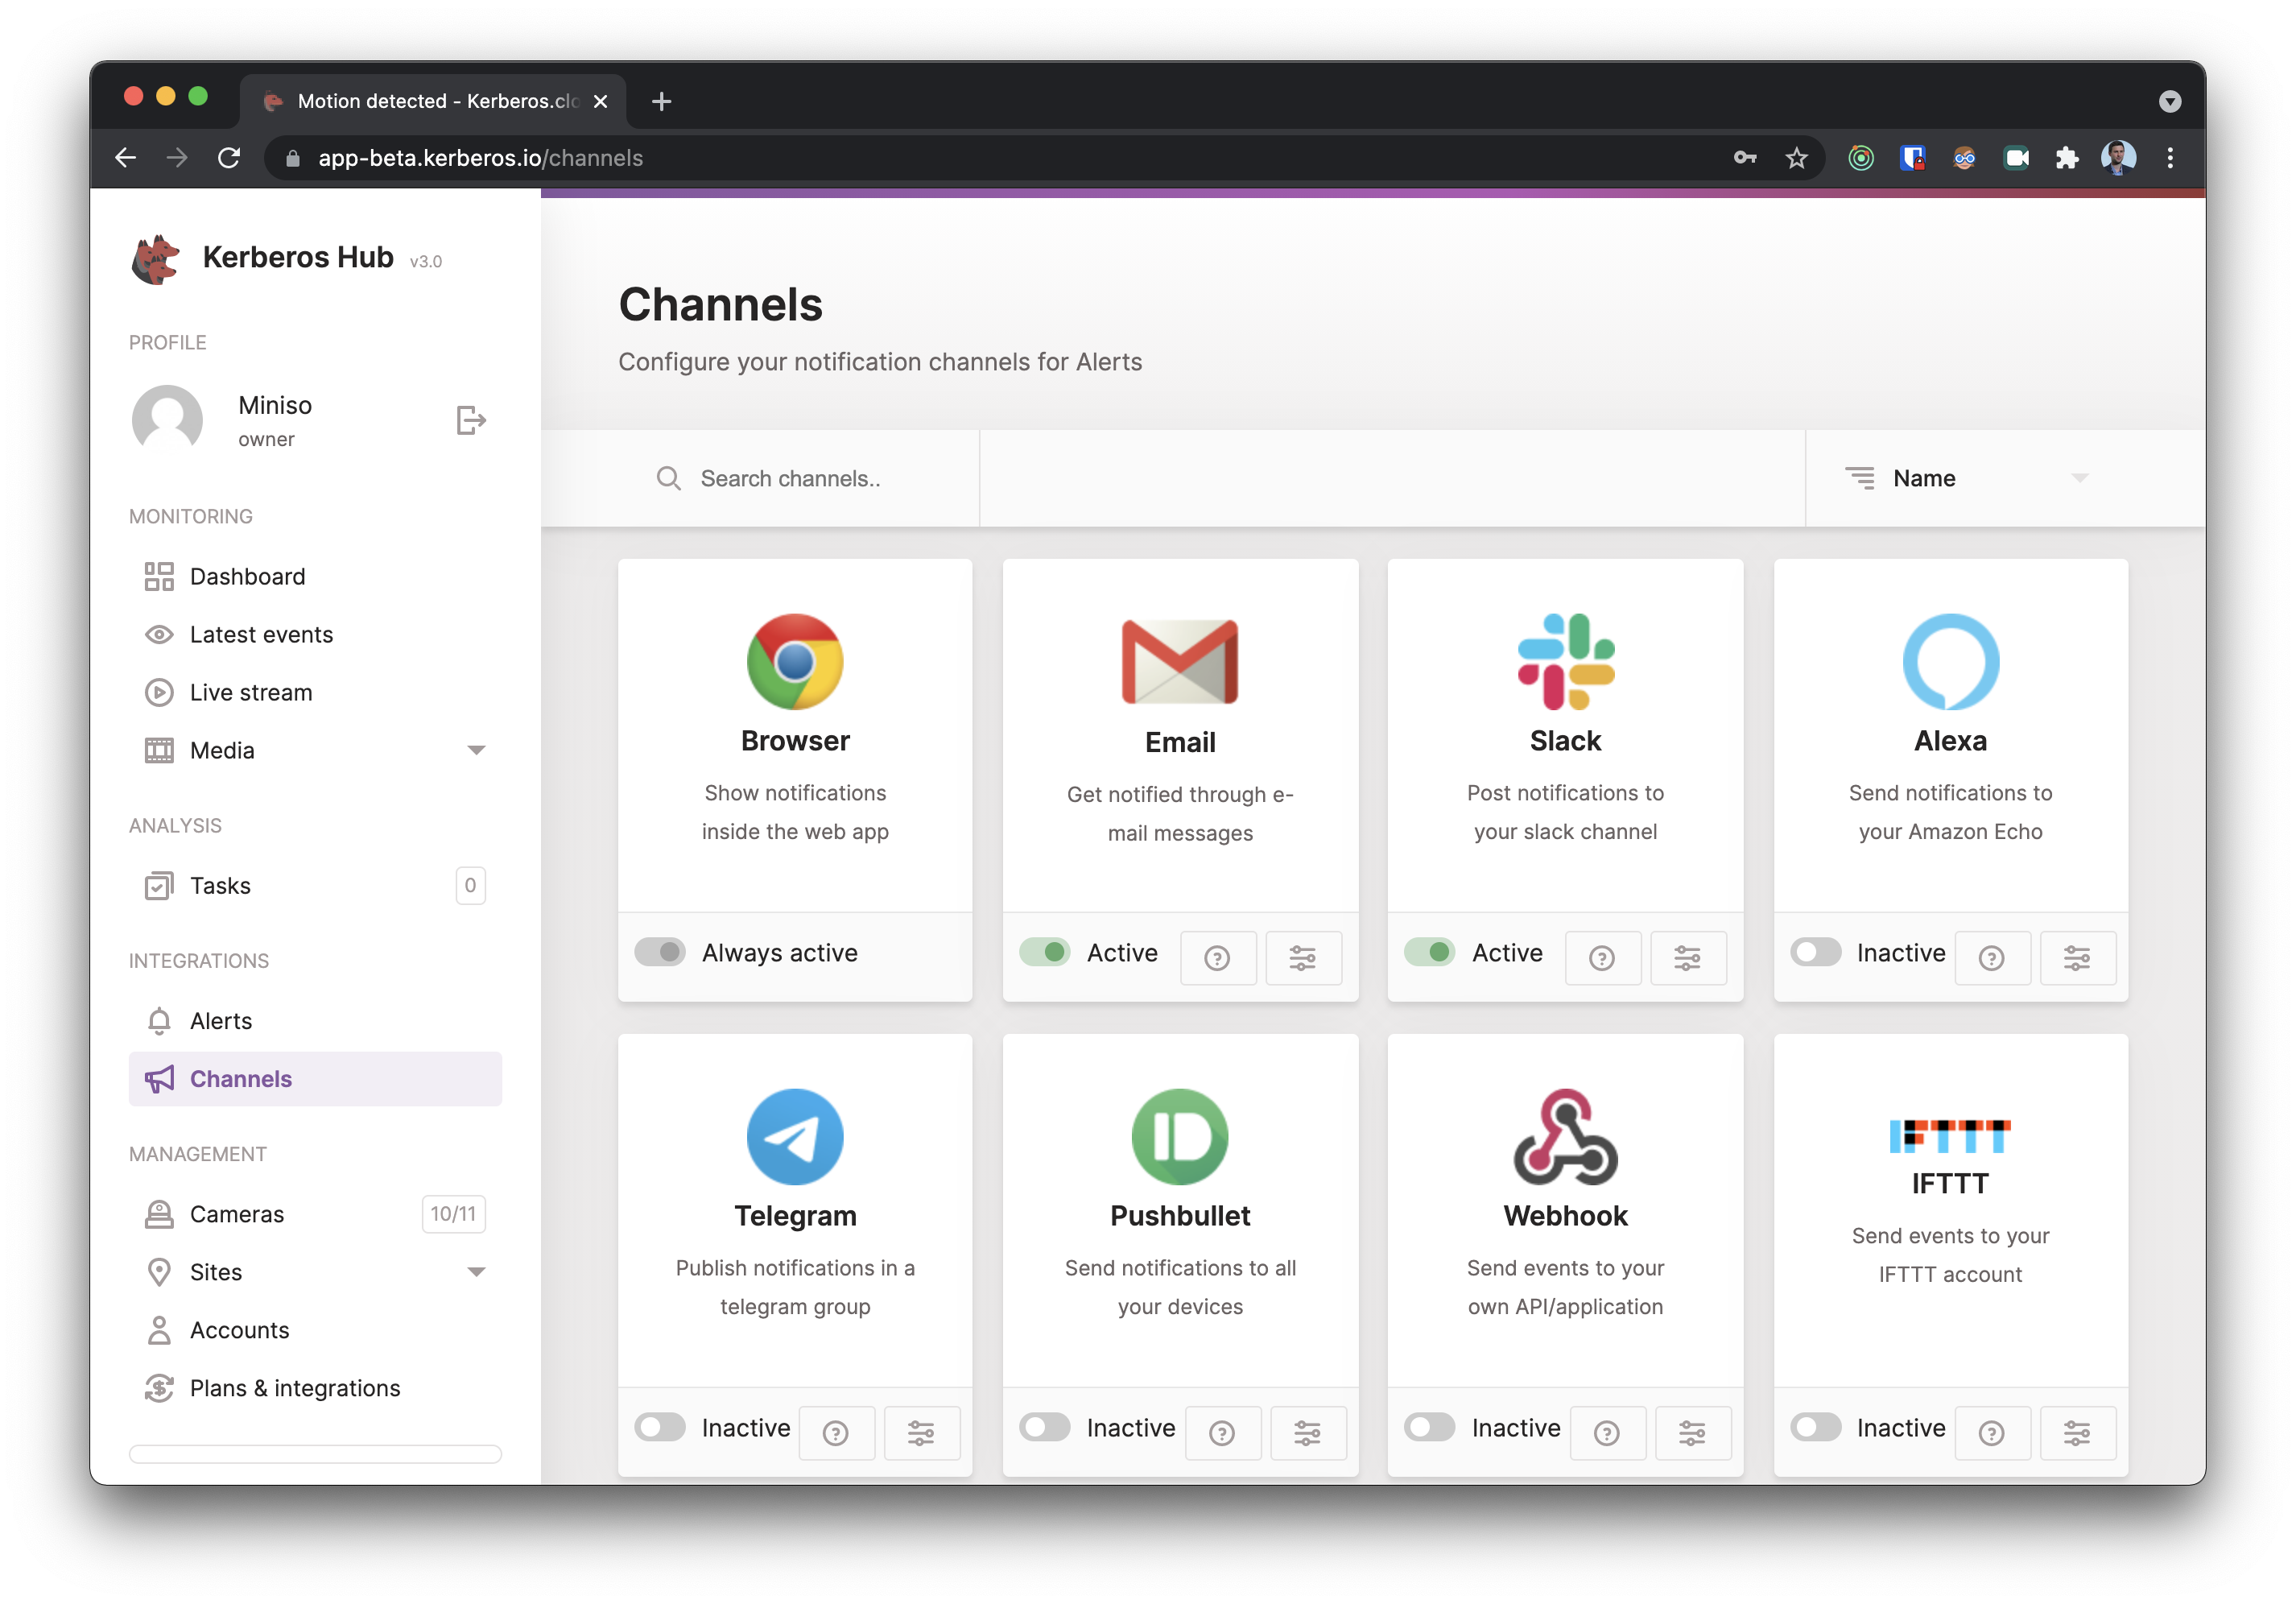 Motion detected - Kerberos.clo
app-beta.kerberos.io/channels
Kerberos Hub v3.0
PROFILE
Miniso
owner
MONITORING
Dashboard
Latest events
Live stream
Media
ANALYSIS
Tasks 0
INTEGRATIONS
Alerts
Channels
MANAGEMENT
Cameras 10/11
Sites
Accounts
Plans & integrations
Channels
Configure your notification channels for Alerts
Search channels..
Name
Browser
Show notifications
inside the web app
Always active
Email
Get notified through e-
mail messages
Active
Slack
Post notifications to
your slack channel
Active
Alexa
Send notifications to
your Amazon Echo
Inactive
Telegram
Publish notifications in a
telegram group
Inactive
Pushbullet
Send notifications to all
your devices
Inactive
Webhook
Send events to your
own API/application
Inactive
IFTTT
IFTTT
Send events to your
IFTTT account
Inactive